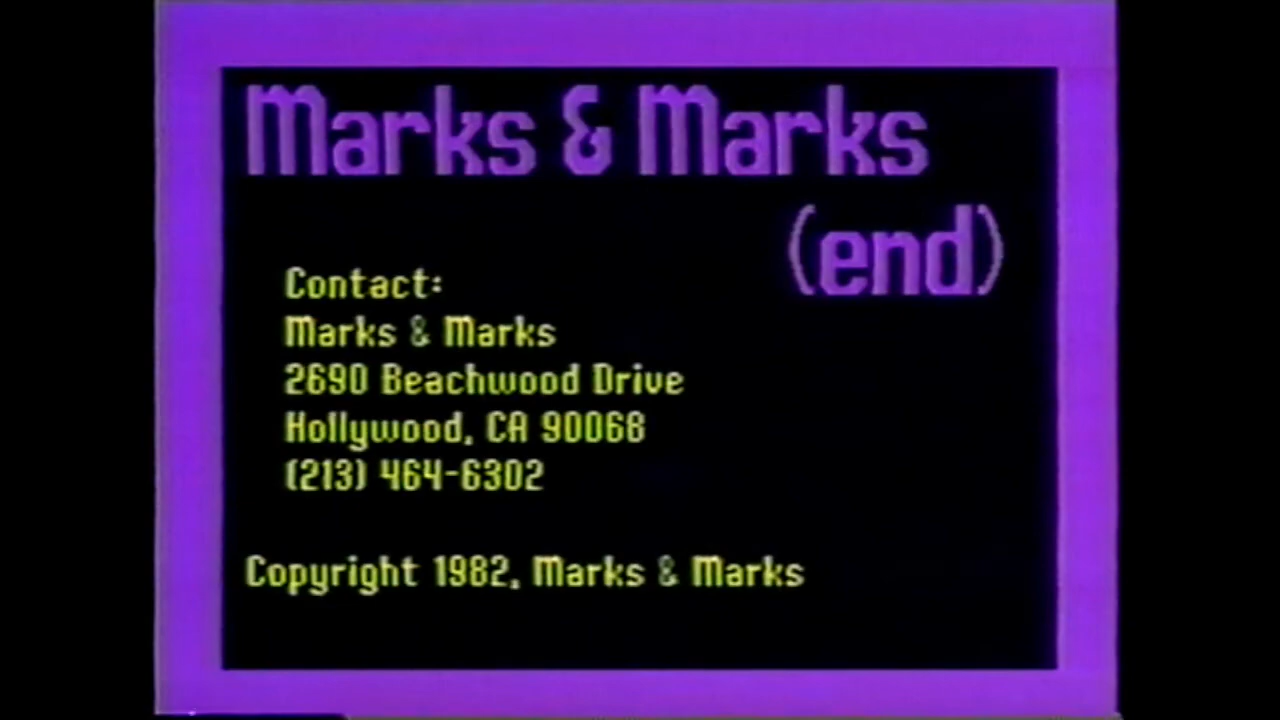 Marks & Marks
(end)
Contact:
Marks & Marks
2690 Beachwood Drive
Hollywood, CA 90068
(213) 464-6302
Copyright 1982, Marks & Marks